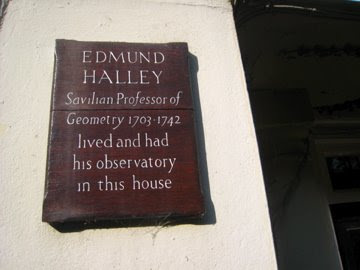 EDMUND
HALLEY
Savilian Professor of
Geometry 1703·1742
lived and had
his observatory
in this house